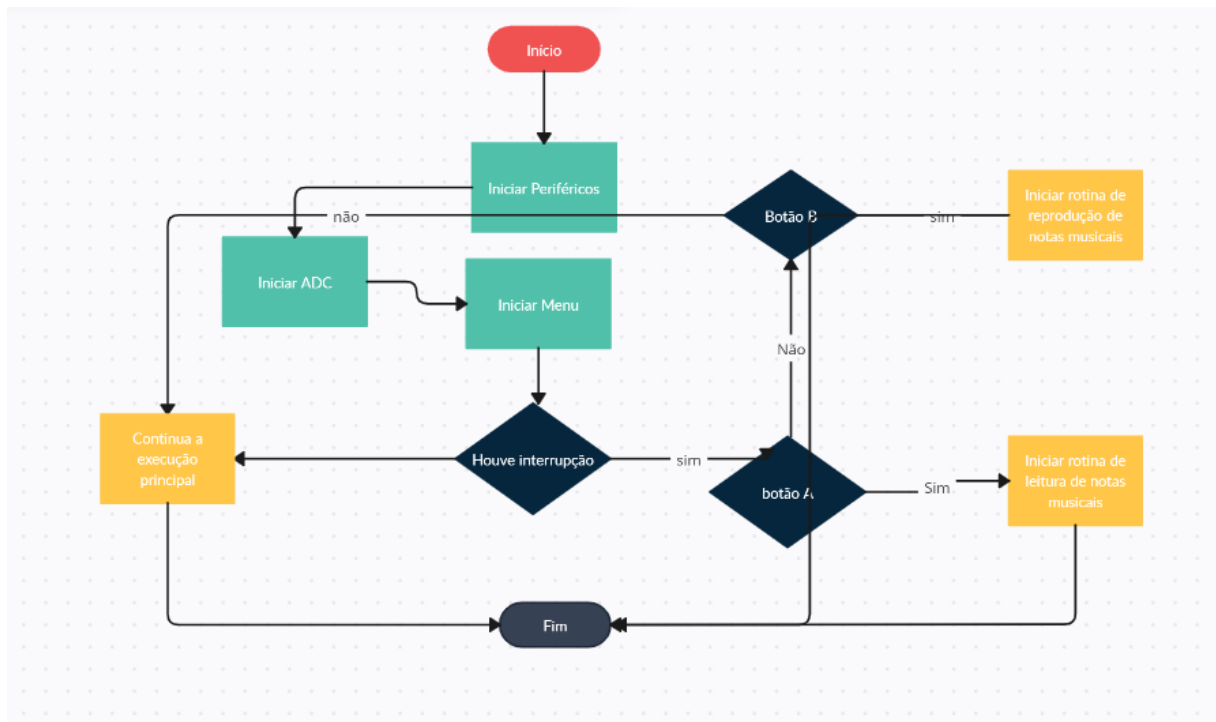 Início
Iniciar Periféricos
Botão B
Iniciar rotina de
reprodução de
notas musicais
não
sim
Iniciar ADC
Iniciar Menu
Não
Continua a
execução
principal
Houve interrupção
sim
botão A
Sim
Iniciar rotina de
leitura de notas
musicais
Fim